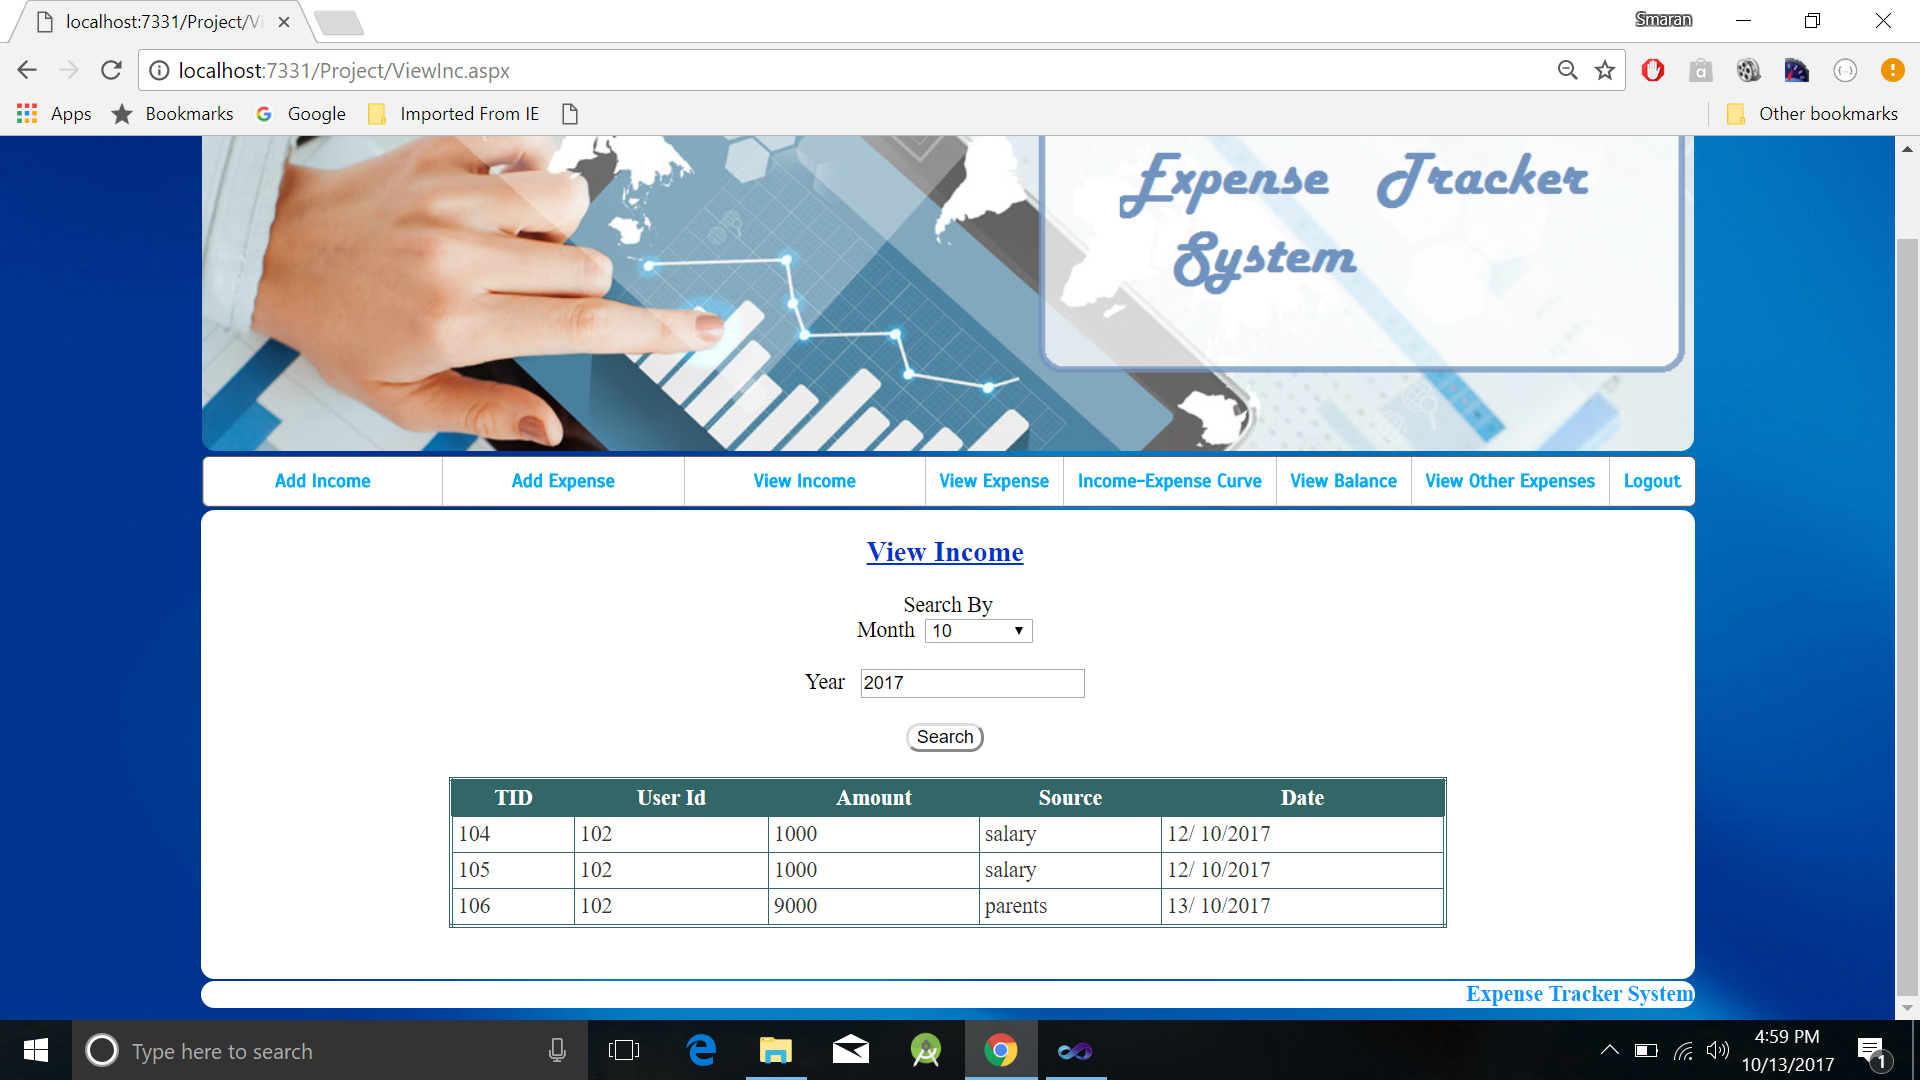 localhost:7331/Project/Vi
Smaran
localhost:7331/Project/ViewInc.aspx
Apps Bookmarks Google Imported From IE Other bookmarks
Expense Tracker
System
Add Income Add Expense View Income View Expense Income-Expense Curve View Balance View Other Expenses Logout
View Income
Search By
Month 10
Year 2017
Search
TID User Id Amount Source Date
104 102 1000 salary 12/ 10/2017
105 102 1000 salary 12/ 10/2017
106 102 9000 parents 13/ 10/2017
Expense Tracker System
Type here to search
4:59 PM
10/13/2017
1